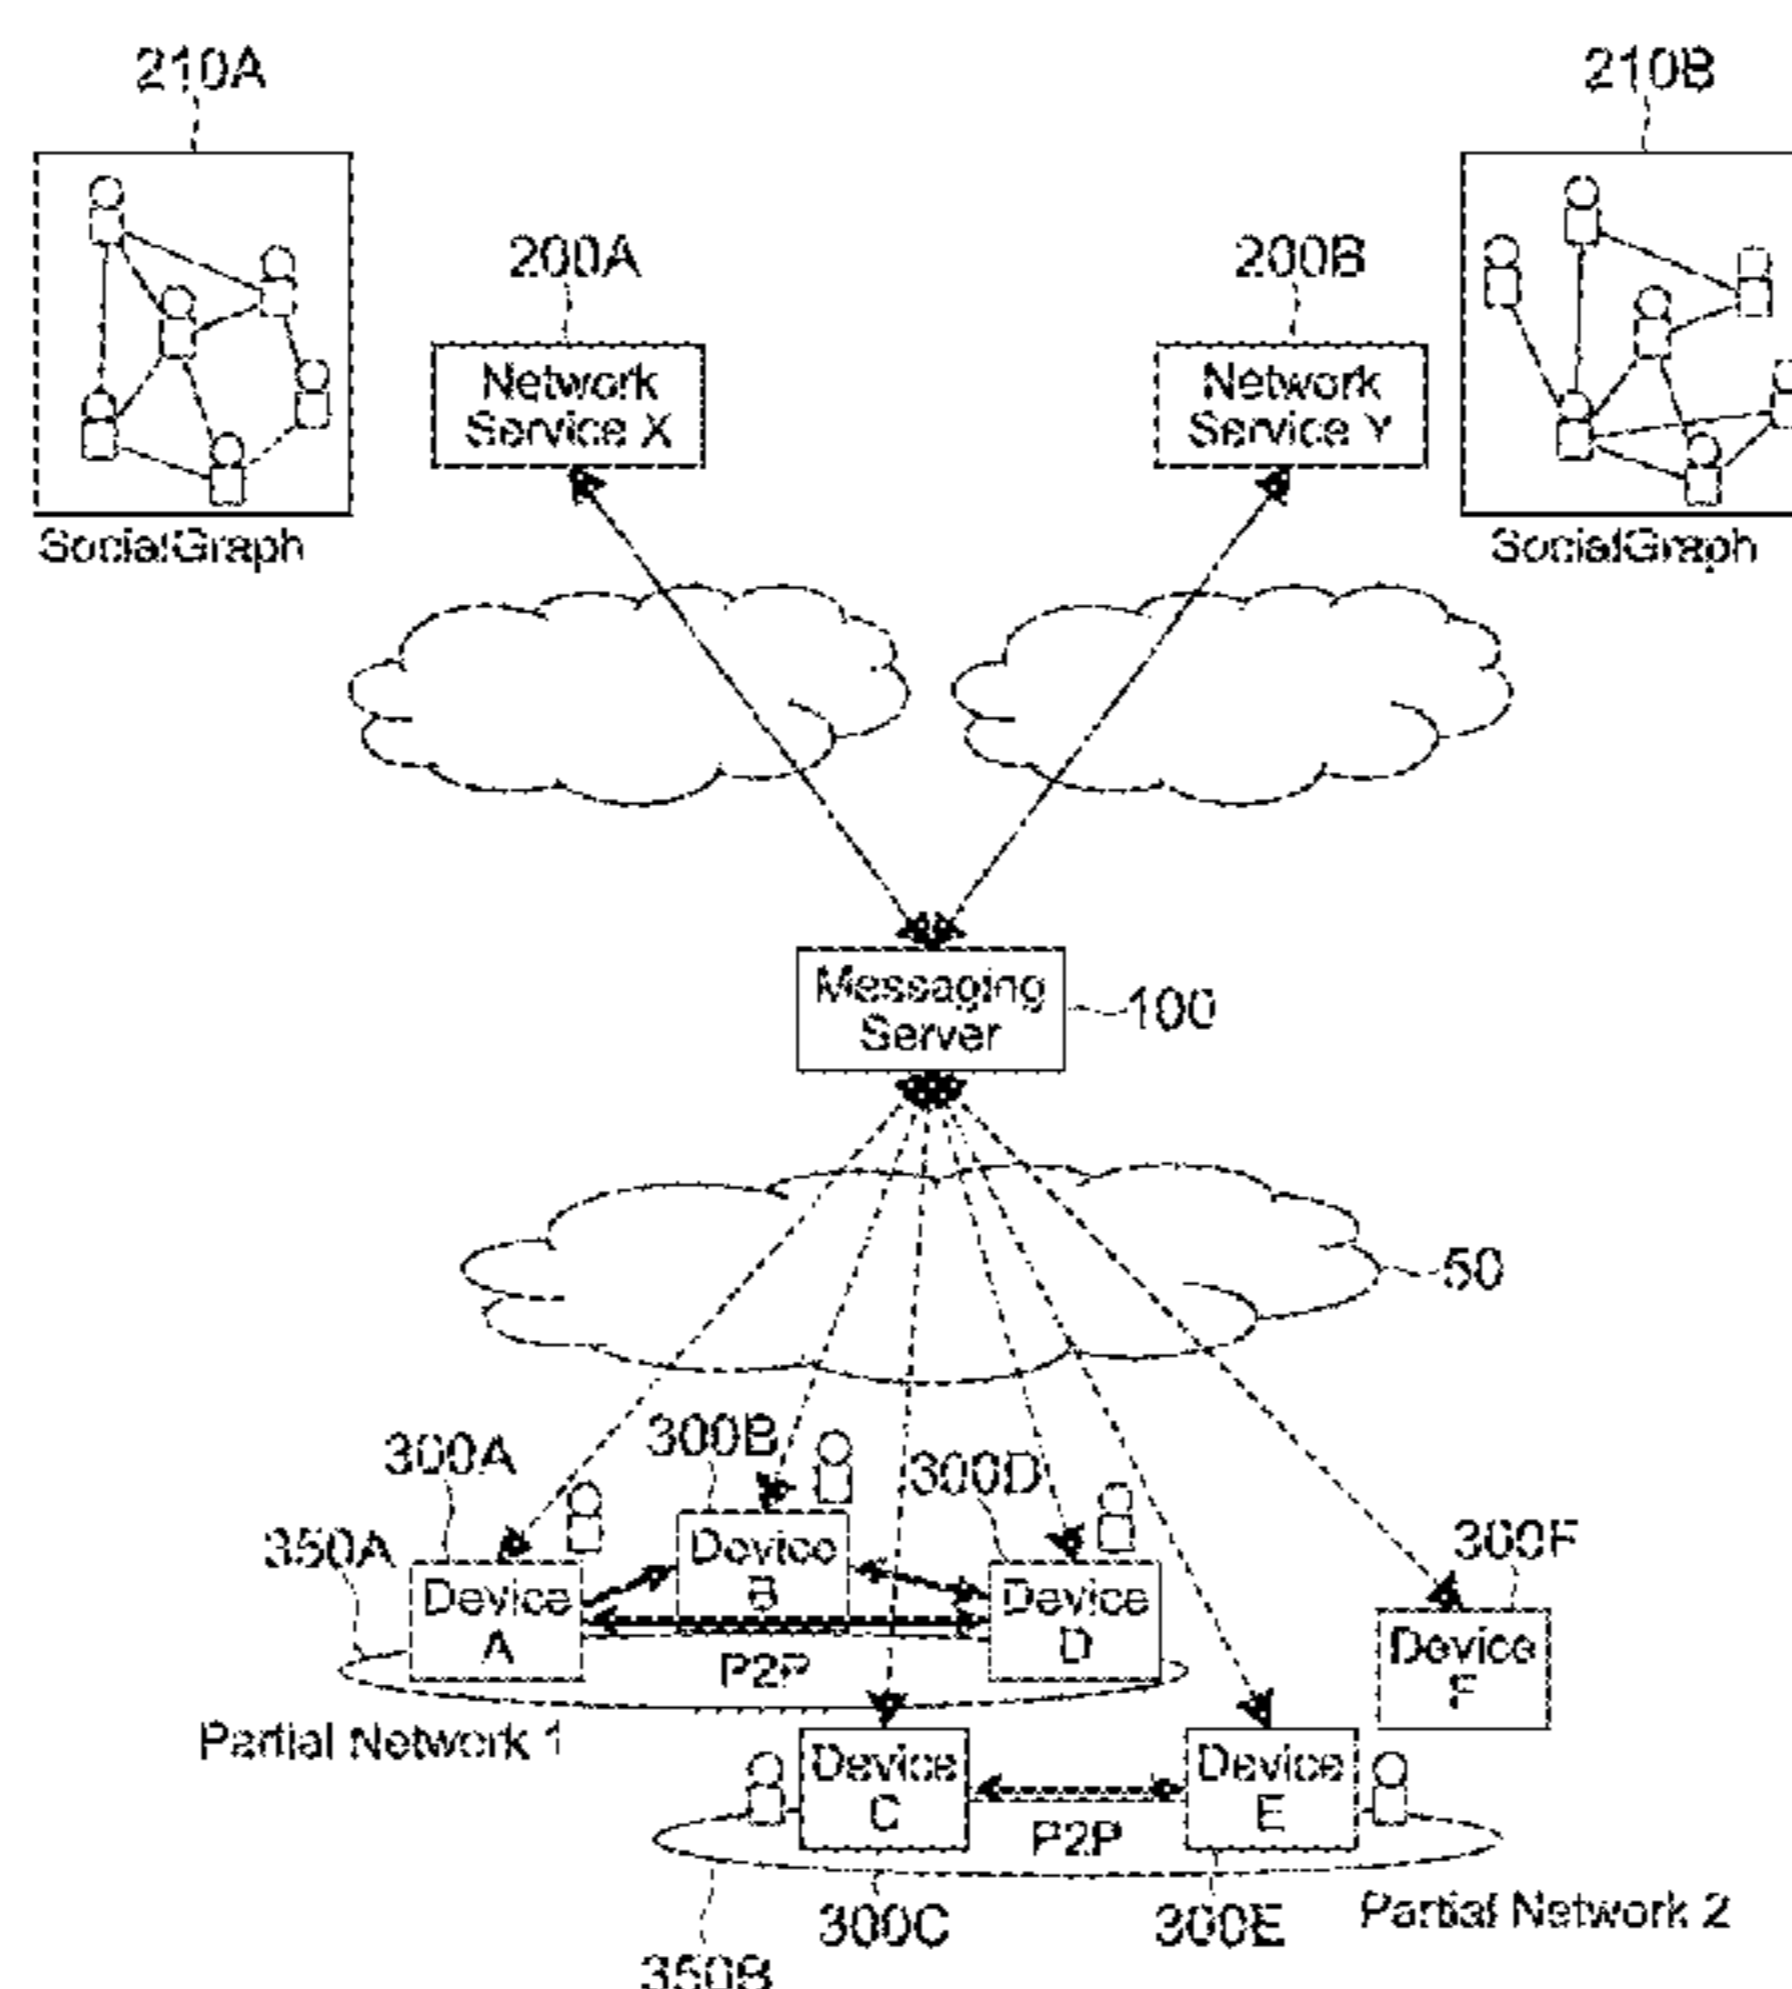 210A
210B
200A
200B
Network
Service X
Network
Service Y
SocialGraph
SocialGraph
Messaging
Server
100
50
300A
300B
300D
350A
300F
Device
A
Device
B
Device
D
Device
F
P2P
Partial Network 1
Device
C
Device
E
P2P
300C
300E
Partial Network 2
350B